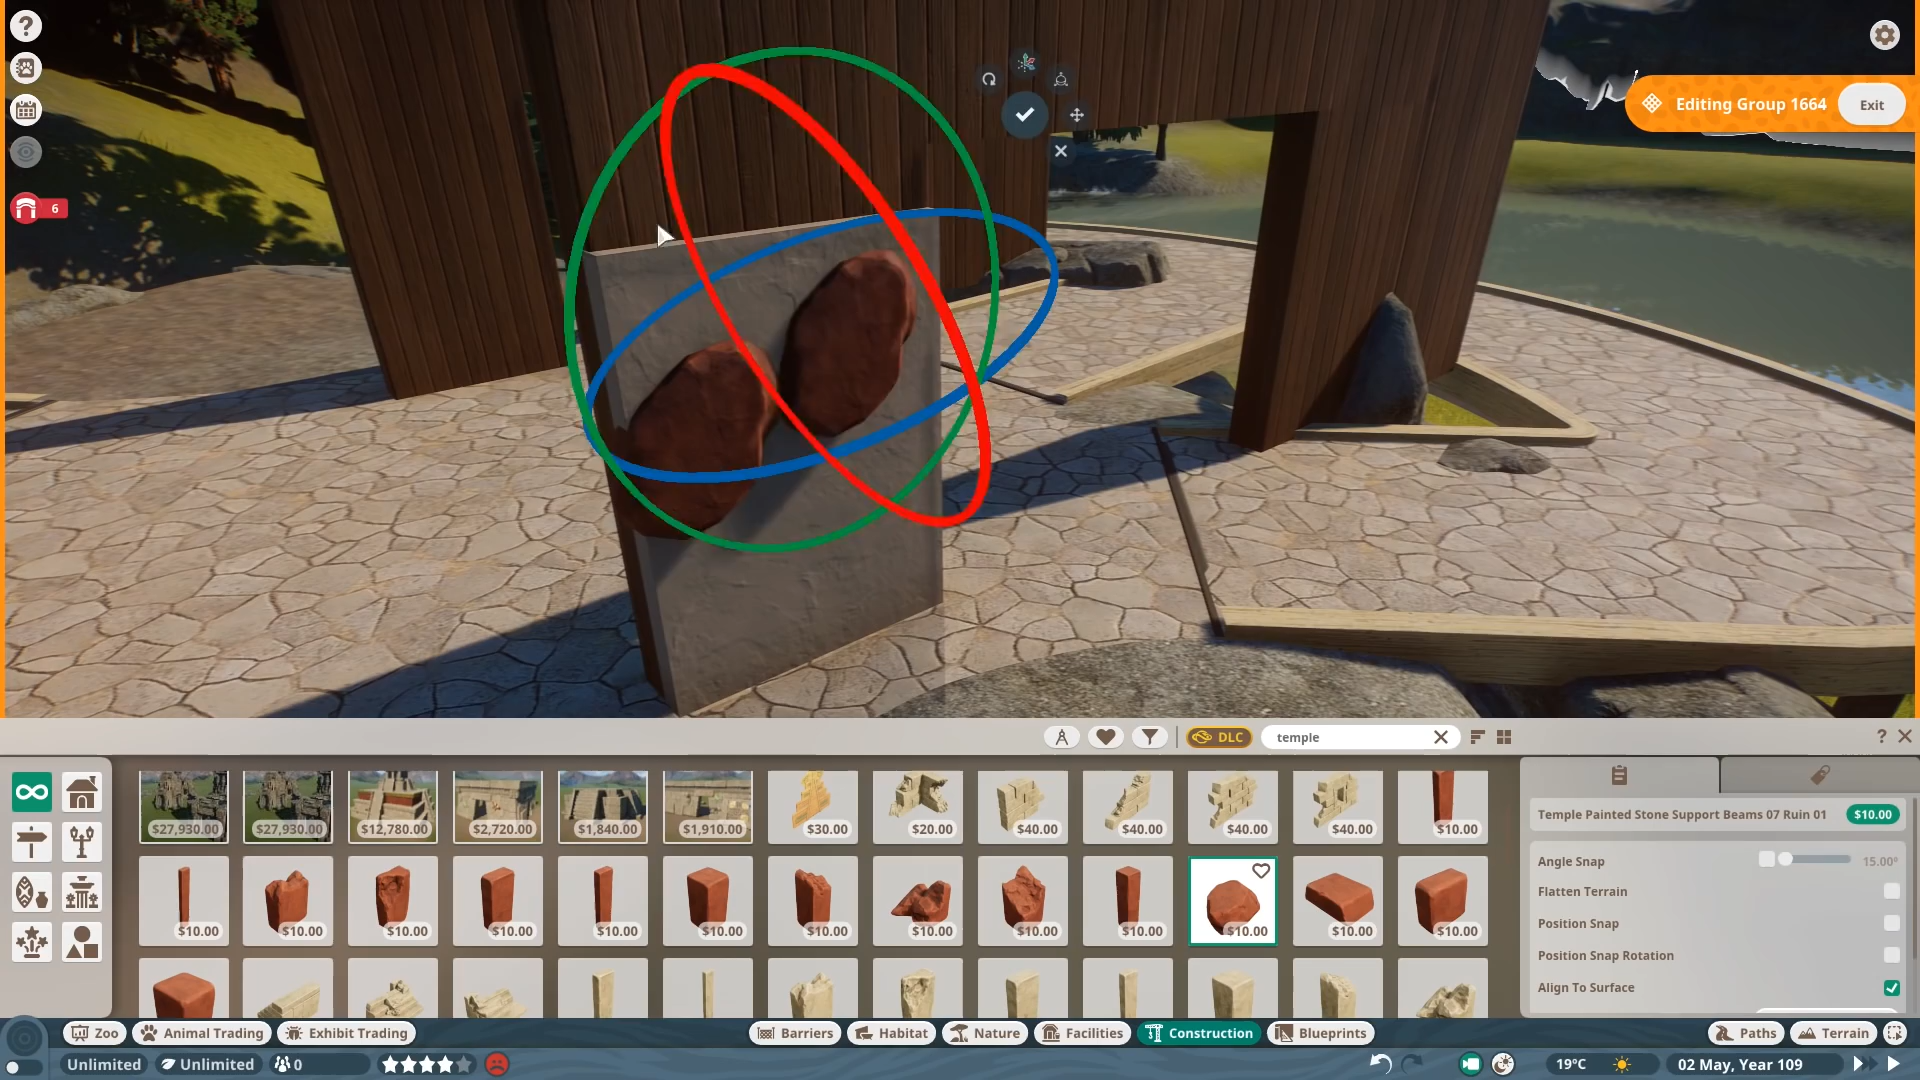 ?
Editing Group 1664
Exit
6
DLC
temple
?
$27,930.00
$27,930.00
$12,780.00
$2,720.00
$1,840.00
$1,910.00
$30.00
$20.00
$40.00
$40.00
$40.00
$40.00
$10.00
$10.00
$10.00
$10.00
$10.00
$10.00
$10.00
$10.00
$10.00
$10.00
$10.00
$10.00
$10.00
$10.00
Temple Painted Stone Support Beams 07 Ruin 01
$10.00
Angle Snap
15.00°
Flatten Terrain
Position Snap
Position Snap Rotation
Align To Surface
Zoo
Animal Trading
Exhibit Trading
Barriers
Habitat
Nature
Facilities
Construction
Blueprints
Paths
Terrain
Unlimited
Unlimited
0
19°C
02 May, Year 109